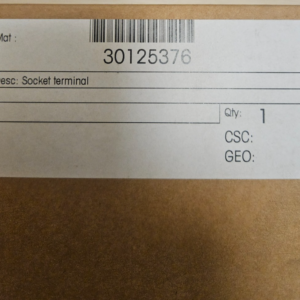 Mat :
30125376
esc: Socket terminal
Qty: 1
CSC:
GEO: